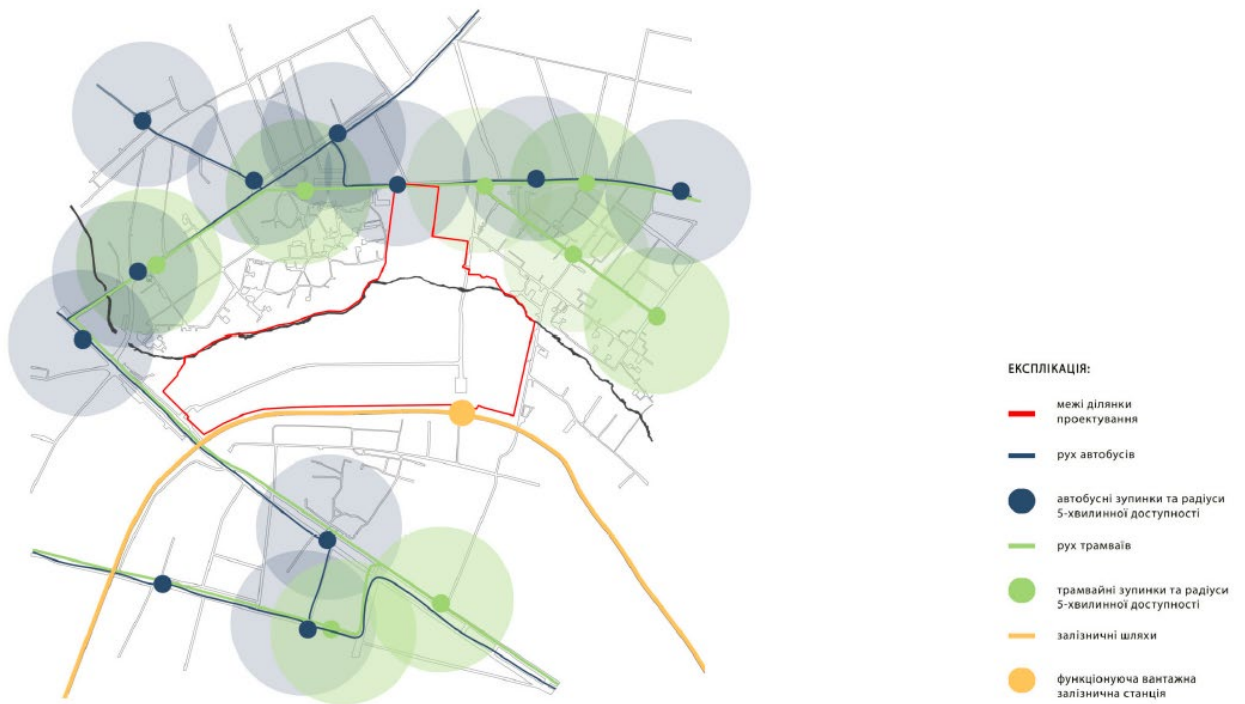 ЕКСПЛІКАЦІЯ:
межі ділянки
проектування
рух автобусів
автобусні зупинки та радіуси
5-хвилинної доступності
рух трамваїв
трамвайні зупинки та радіуси
5-хвилинної доступності
залізничні шляхи
функціонуюча вантажна
залізнична станція